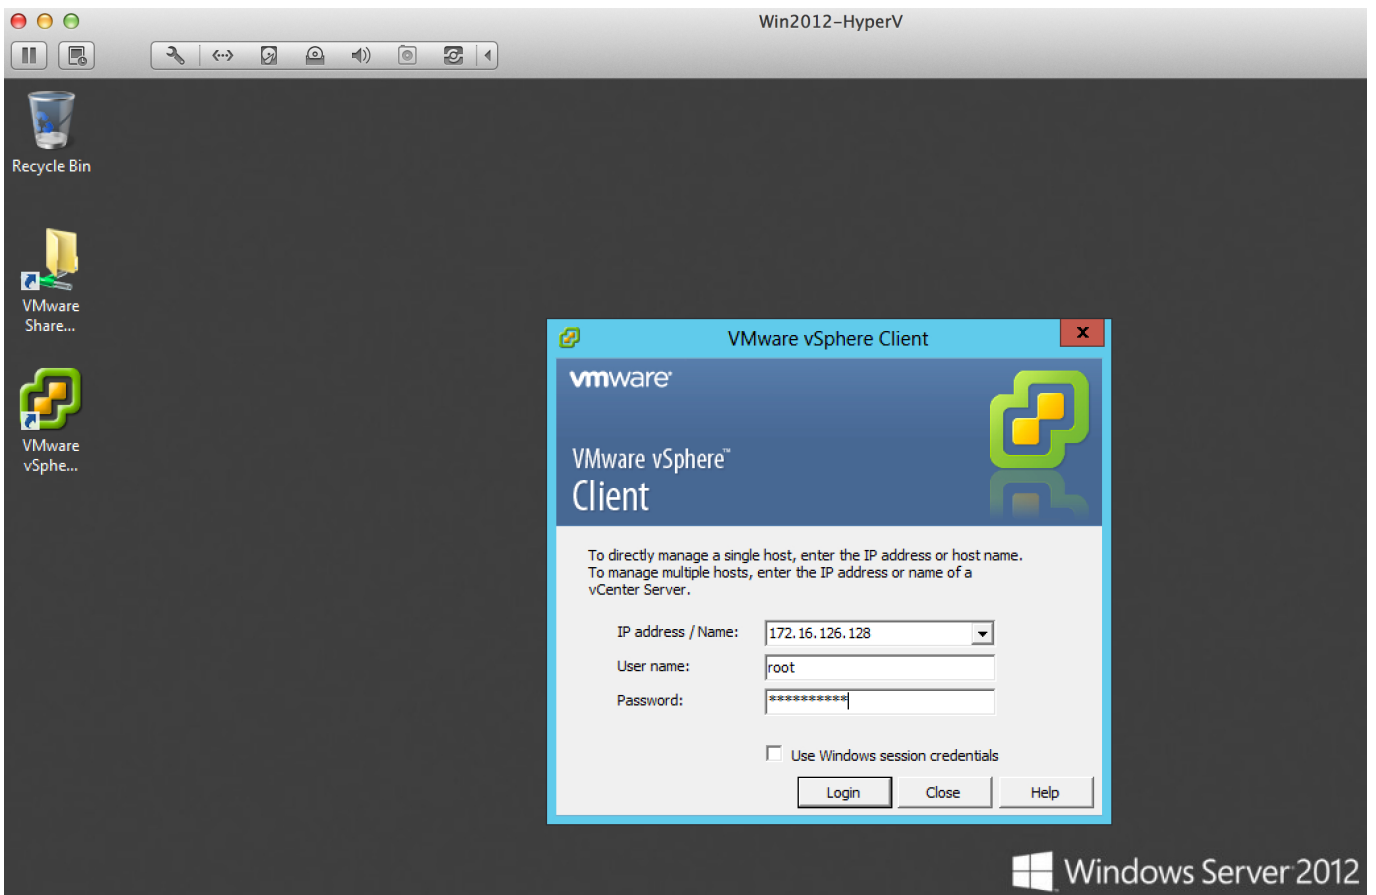 Win2012-HyperV
Recycle Bin
VMware
Share...
VMware
vSphe...
VMware vSphere Client
x
vmware
VMware vSphere™
Client
To directly manage a single host, enter the IP address or host name.
To manage multiple hosts, enter the IP address or name of a
vCenter Server.
IP address / Name: 172.16.126.128
User name: root
Password: **********
Use Windows session credentials
Login Close Help
Windows Server 2012